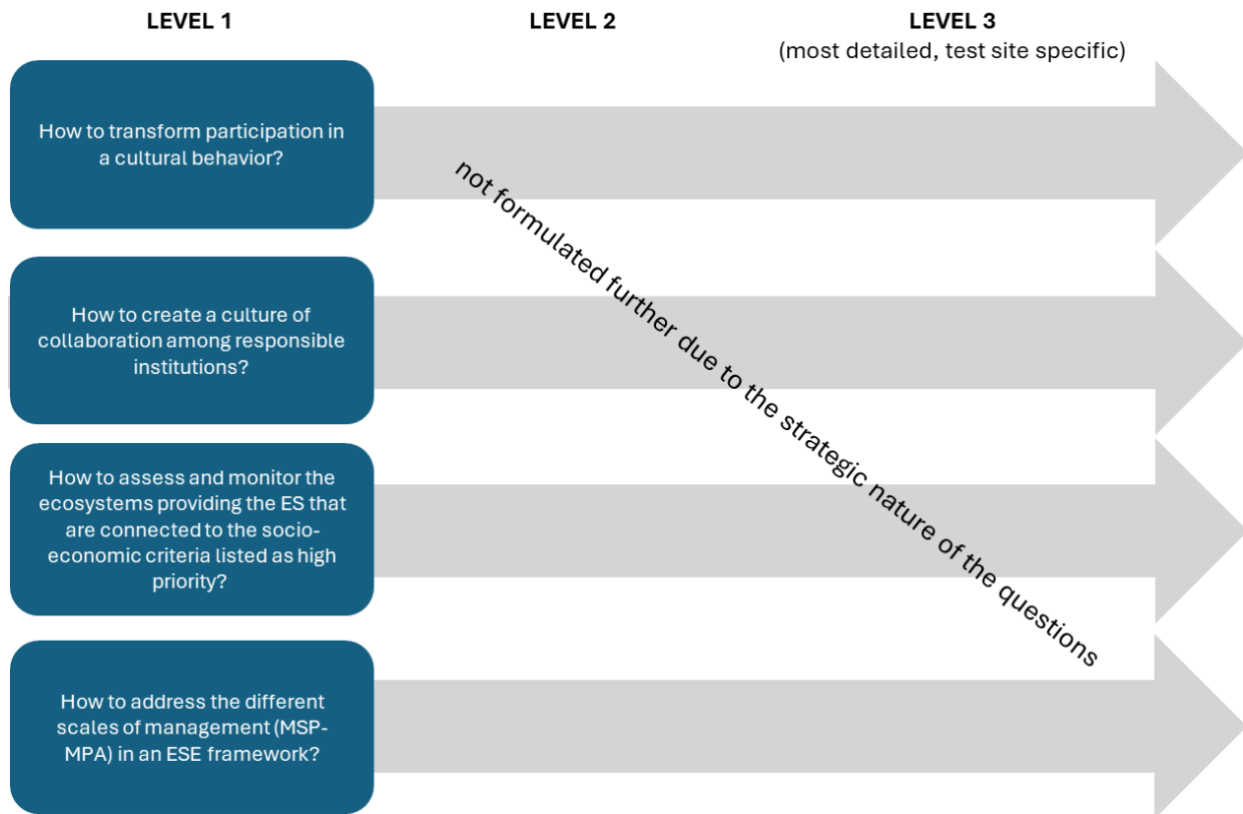 LEVEL 1
LEVEL 2
LEVEL 3
(most detailed, test site specific)
How to transform participation in
a cultural behavior?
not formulated further due to the strategic nature of the questions
How to create a culture of
collaboration among responsible
institutions?
How to assess and monitor the
ecosystems providing the ES that
are connected to the socio-
economic criteria listed as high
priority?
How to address the different
scales of management (MSP-
MPA) in an ESE framework?